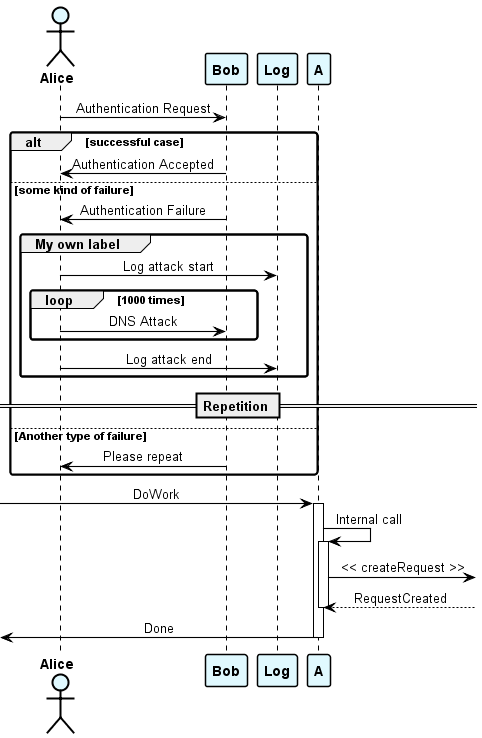 Alice
Bob
Log
A
Authentication Request
alt
[successful case]
Authentication Accepted
[some kind of failure]
Authentication Failure
My own label
Log attack start
loop
[1000 times]
DNS Attack
Log attack end
Repetition
[Another type of failure]
Please repeat
DoWork
Internal call
<< createRequest >>
RequestCreated
Done
Alice
Bob
Log
A